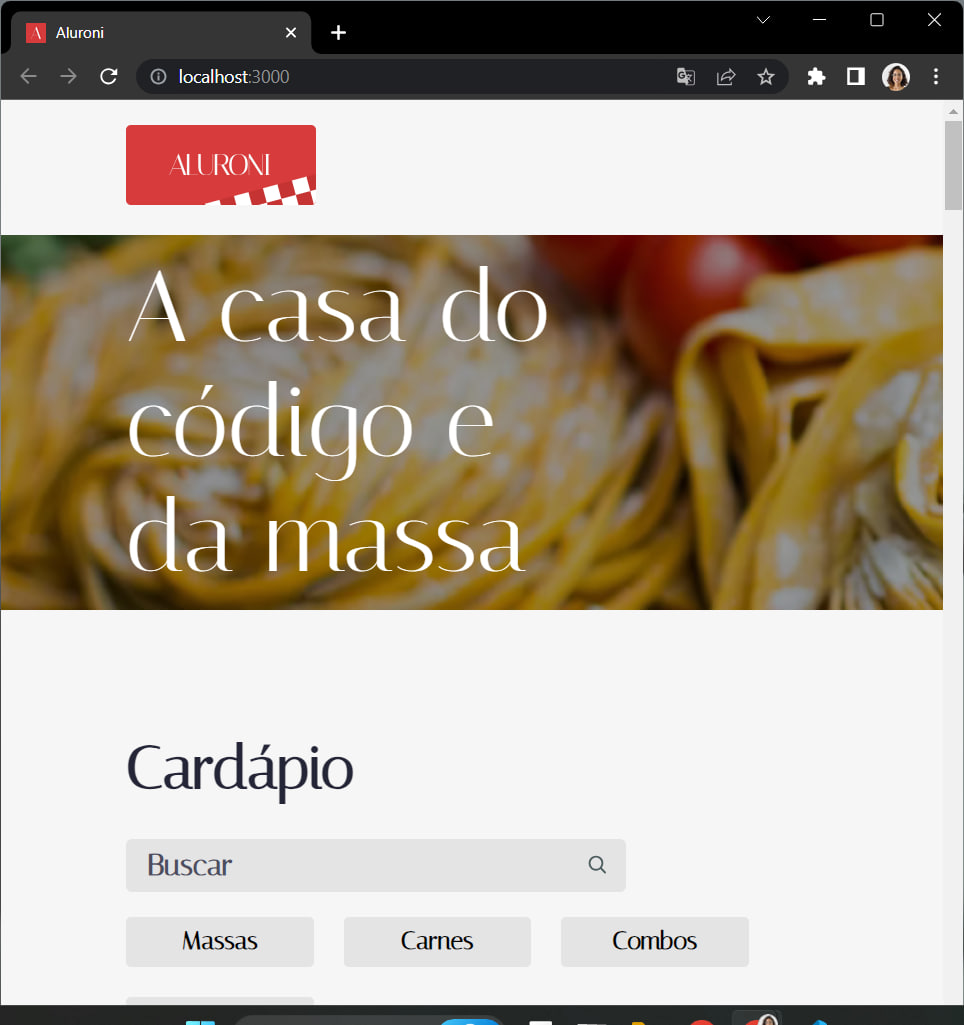 Aluroni
localhost:3000
ALURONI
A casa do
código e
da massa
Cardápio
Buscar
Massas
Carnes
Combos